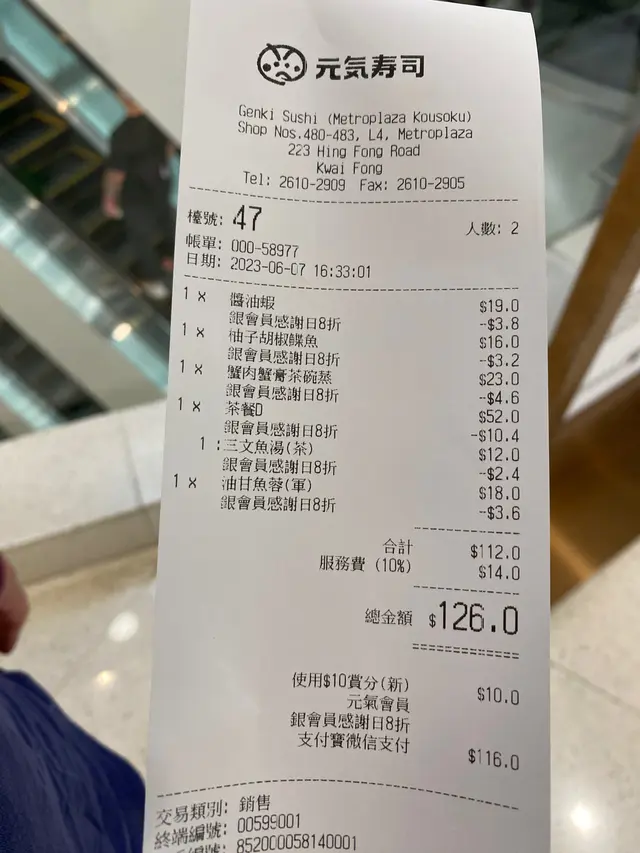 元気寿司
Genki Sushi (Metroplaza Kousoku)
Shop Nos.480-483, L4, Metroplaza
223 Hing Fong Road
Kwai Fong
Tel: 2610-2909 Fax: 2610-2905
檯號: 47 人數: 2
帳單: 000-58977
日期: 2023-06-07 16:33:01
1 x 醬油蝦 $19.0
銀會員感謝日8折 -$3.8
1 x 柚子胡椒鰈魚 $16.0
銀會員感謝日8折 -$3.2
1 x 蟹肉蟹膏茶碗蒸 $23.0
銀會員感謝日8折 -$4.6
1 x 茶餐D $52.0
銀會員感謝日8折 -$10.4
1 :三文魚湯(茶) $12.0
銀會員感謝日8折 -$2.4
1 x 油甘魚蓉(軍) $18.0
銀會員感謝日8折 -$3.6
合計 $112.0
服務費 (10%) $14.0
總金額 $126.0
使用$10賞分(新) $10.0
元氣會員
銀會員感謝日8折
支付寶微信支付 $116.0
交易類別: 銷售
終端編號: 00599001
852000058140001